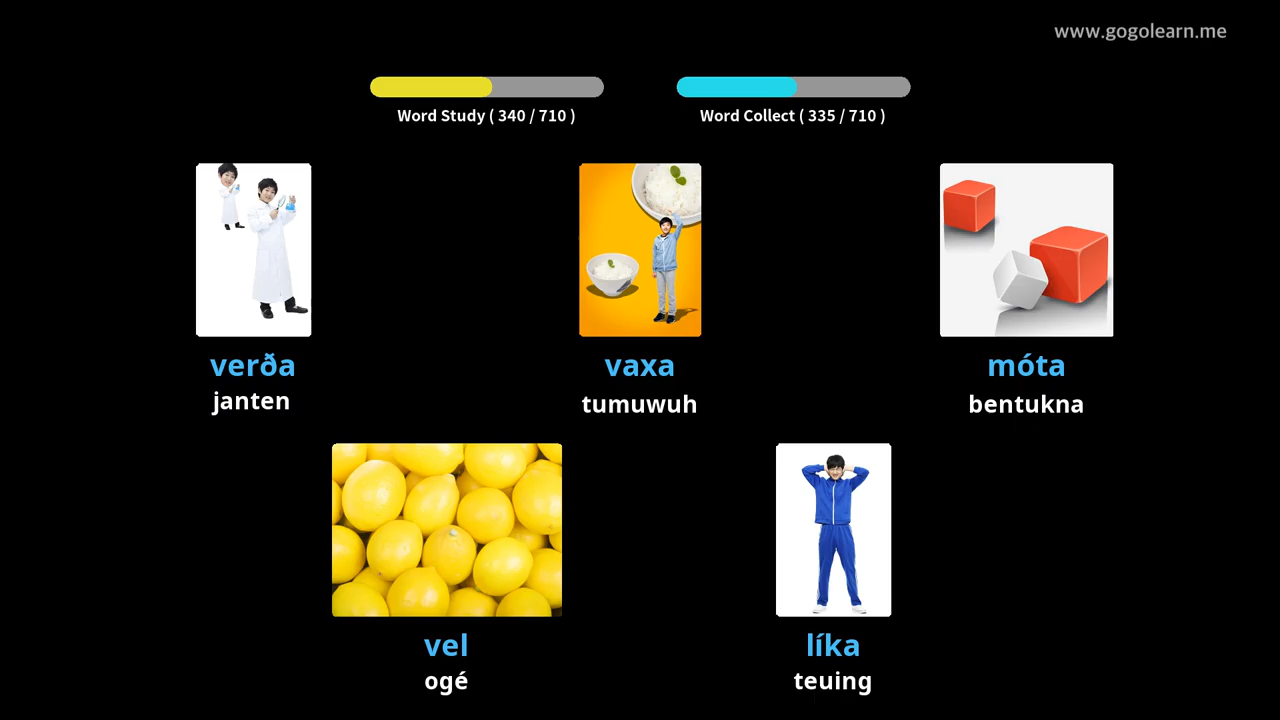 www.gogolearn.me
Word Study ( 340 / 710 )
Word Collect ( 335 / 710 )
verða
janten
vaxa
tumuwuh
móta
bentukna
vel
ogé
líka
teuing